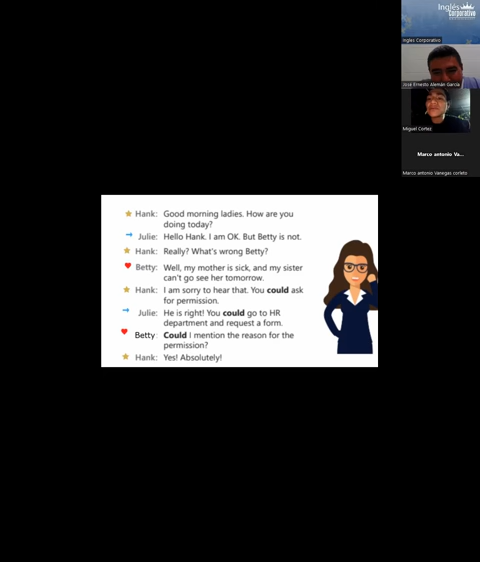 Inglés
Corporativo
Inglés Corporativo
José Ernesto Alemán García
Miguel Cortez
Marco antonio Va...
Marco antonio Vanegas corleto
Hank: Good morning ladies. How are you
doing today?
Julie: Hello Hank. I am OK. But Betty is not.
Hank: Really? What's wrong Betty?
Betty: Well, my mother is sick, and my sister
can't go see her tomorrow.
Hank: I am sorry to hear that. You could ask
for permission.
Julie: He is right! You could go to HR
department and request a form.
Betty: Could I mention the reason for the
permission?
Hank: Yes! Absolutely!